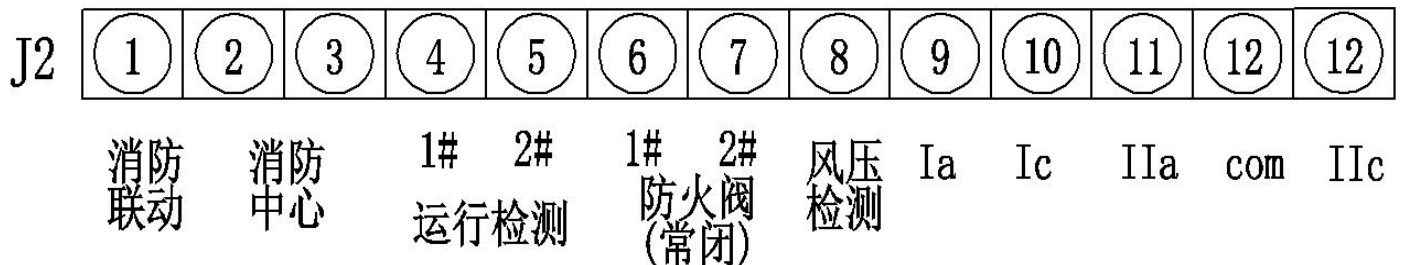 J2 1 2 3 4 5 6 7 8 9 10 11 12 12
消防 消防 1# 2# 1# 2# 风压 Ia Ic IIa com IIc
联动 中心 运行检测 防火阀 检测
(常闭)